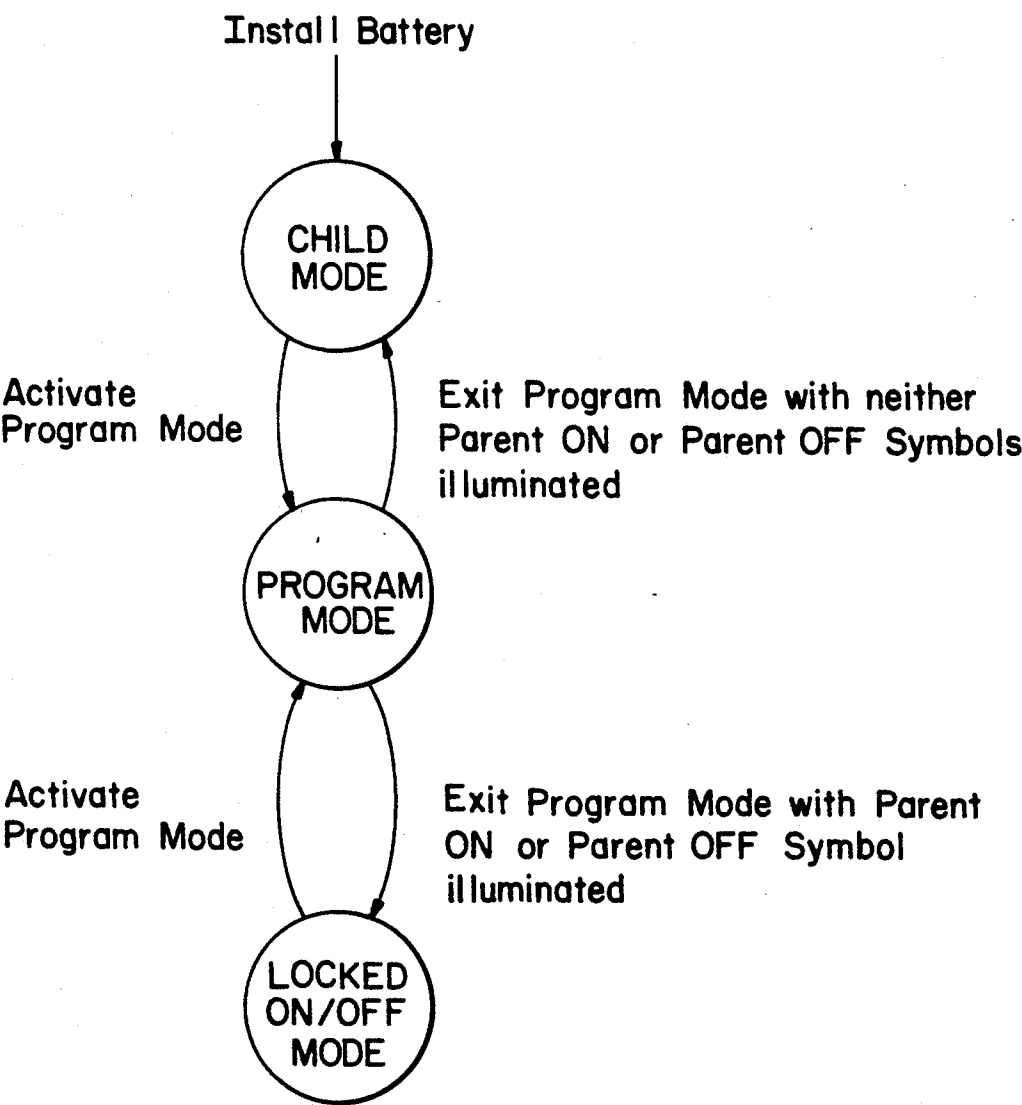 Install Battery
CHILD
MODE
Activate
Program Mode
Exit Program Mode with neither
Parent ON or Parent OFF Symbols
illuminated
PROGRAM
MODE
Activate
Program Mode
Exit Program Mode with Parent
ON or Parent OFF Symbol
illuminated
LOCKED
ON/OFF
MODE